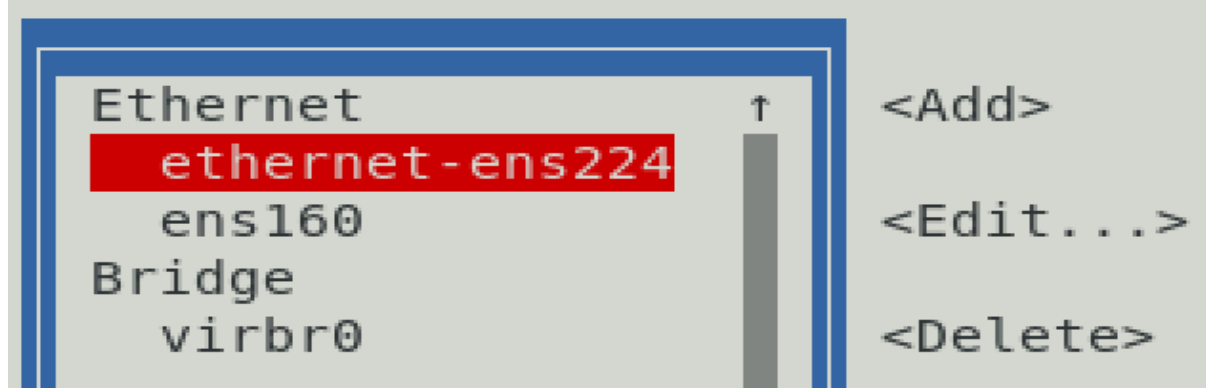 Ethernet ↑ <Add>
ethernet-ens224
ens160 <Edit...>
Bridge
virbr0 <Delete>